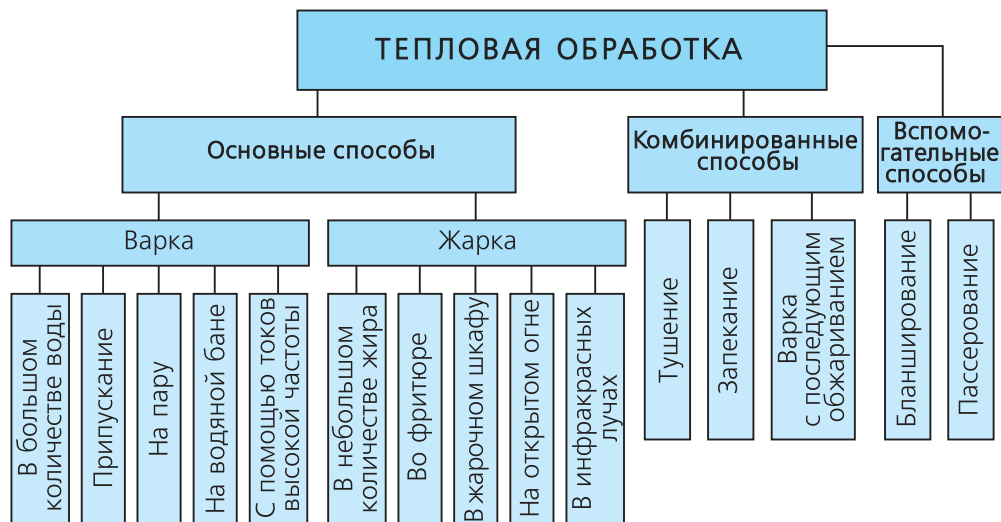 ТЕПЛОВАЯ ОБРАБОТКА
Основные способы
Комбинированные
способы
Вспомо-
гательные
способы
Варка
Жарка
В большом
количестве воды
Припускание
На пару
На водяной бане
С помощью токов
высокой частоты
В небольшом
количестве жира
Во фритюре
В жарочном шкафу
На открытом огне
В инфракрасных
лучах
Тушение
Запекание
Варка
с последующим
обжариванием
Бланширование
Пассерование